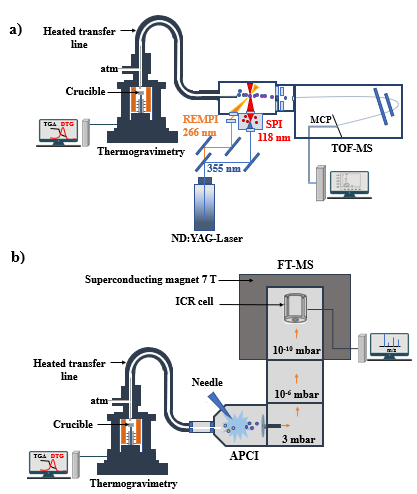 a)
Heated transfer
line
atm
Crucible
TGA DTG
Thermogravimetry
REMPI
266 nm
SPI
118 nm
355 nm
ND:YAG-Laser
MCP
TOF-MS
b)
FT-MS
Superconducting magnet 7 T
ICR cell
10⁻¹⁰ mbar
m/z
10⁻⁶ mbar
3 mbar
Heated transfer
line
Needle
atm
Crucible
APCI
TGA DTG
Thermogravimetry